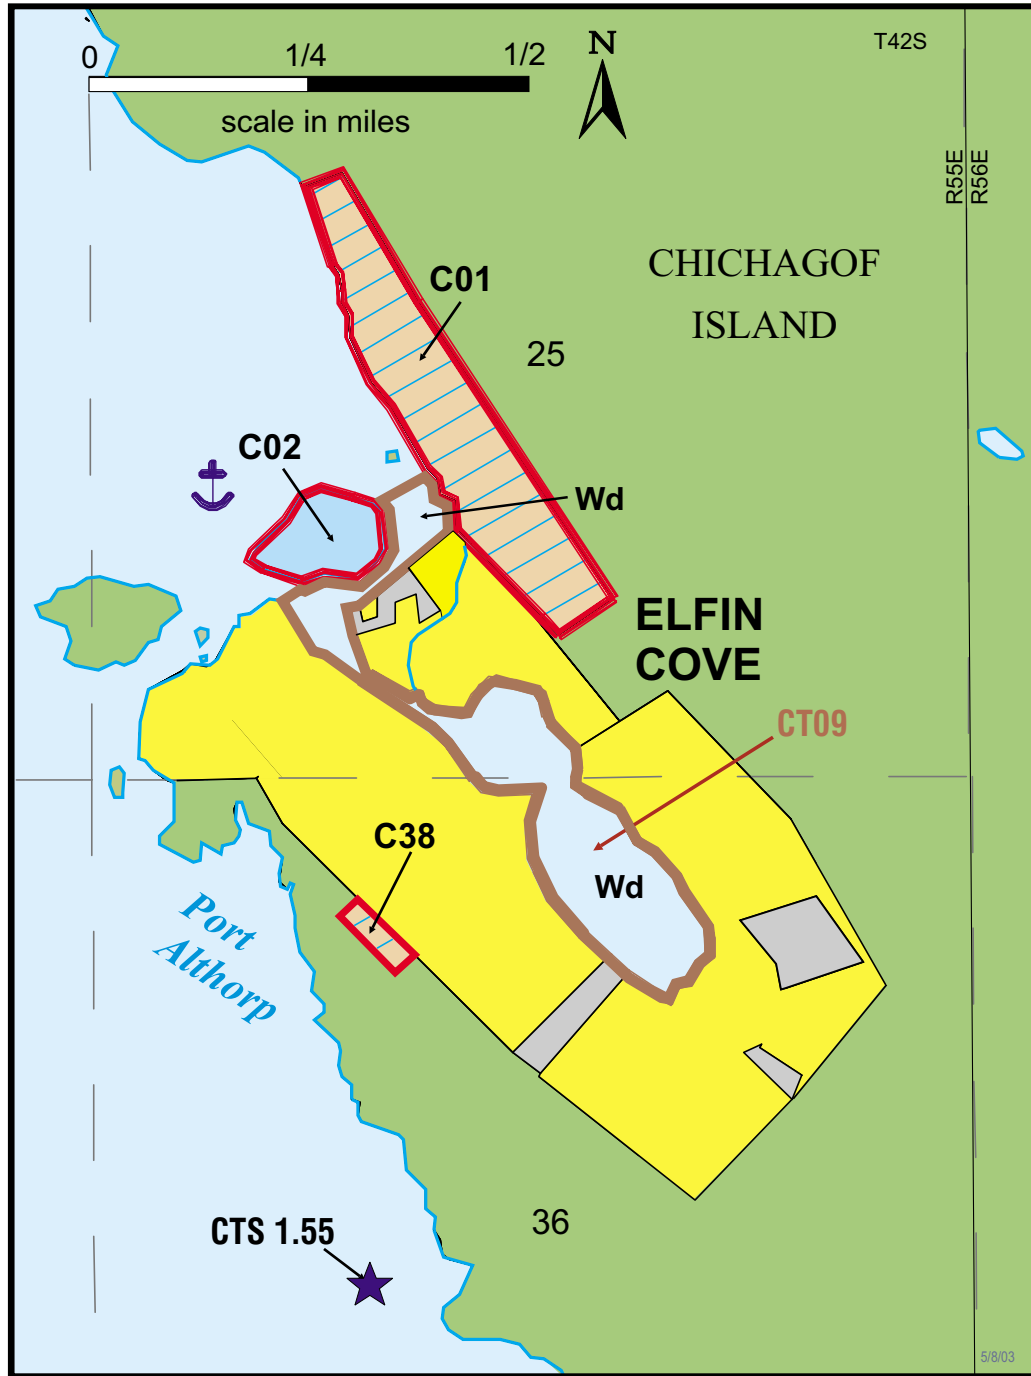 0 1/4 1/2
scale in miles
N
T42S
R55E
R56E
CHICHAGOF
ISLAND
C01
25
C02
Wd
ELFIN
COVE
CT09
C38
Wd
Port
Althorp
CTS 1.55
36
5/8/03